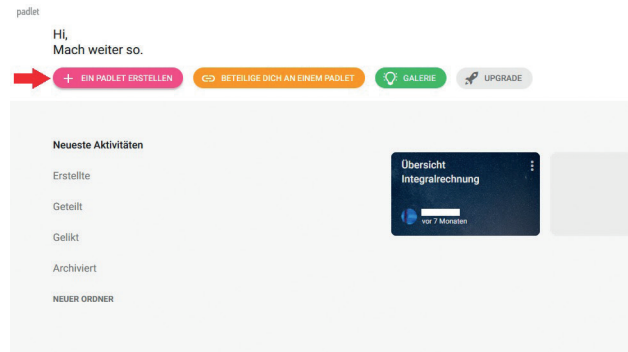 padlet
Hi,
Mach weiter so.
EIN PADLET ERSTELLEN
BETEILIGE DICH AN EINEM PADLET
GALERIE
UPGRADE
Neueste Aktivitäten
Erstellte
Geteilt
Gelikt
Archiviert
NEUER ORDNER
Übersicht
Integralrechnung
vor 7 Monaten